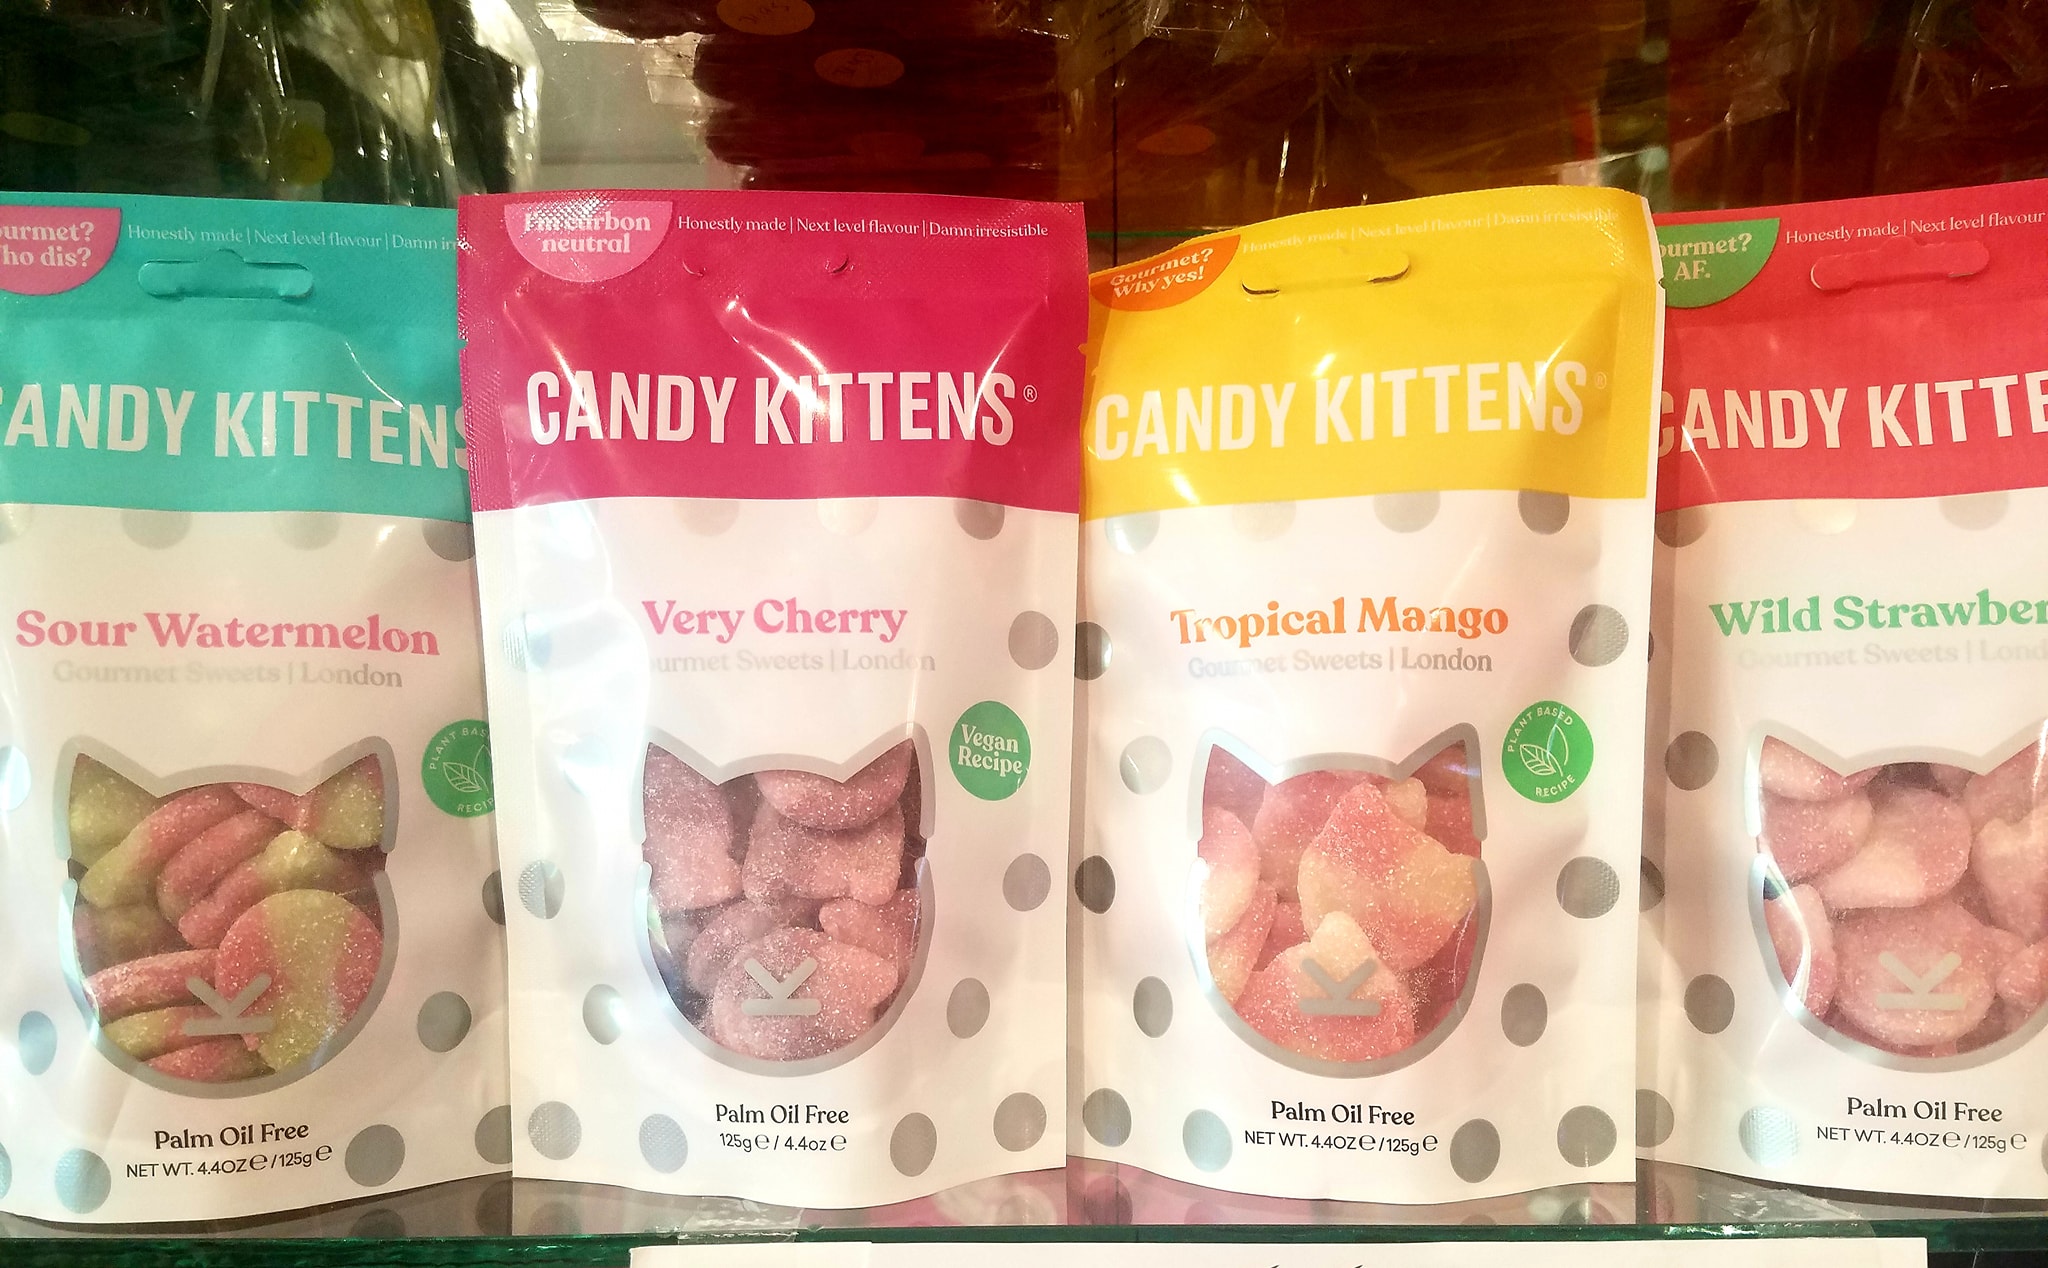 urmet?
ho dis?
Honestly made | Next level flavour | Damn irr
ANDY KITTENS
Sour Watermelon
Gourmet Sweets | London
PLANT BAS
RECIP
K
Palm Oil Free
NET WT. 4.4OZ e / 125g e
I'm carbon
neutral
Honestly made | Next level flavour | Damn irresistible
CANDY KITTENS®
Very Cherry
urmet Sweets | London
Vegan
Recipe
K
Palm Oil Free
125g e / 4.4oz e
Gourmet?
Why yes!
Honestly made | Next level flavour | Damn irresistible
CANDY KITTENS®
Tropical Mango
Gourmet Sweets | London
PLANT BASED
RECIPE
K
Palm Oil Free
NET WT. 4.4OZ e / 125g e
urmet?
AF.
Honestly made | Next level flavour
CANDY KITTE
Wild Strawber
Gourmet Sweets | Lond
K
Palm Oil Free
NET WT. 4.4OZ e / 125g e